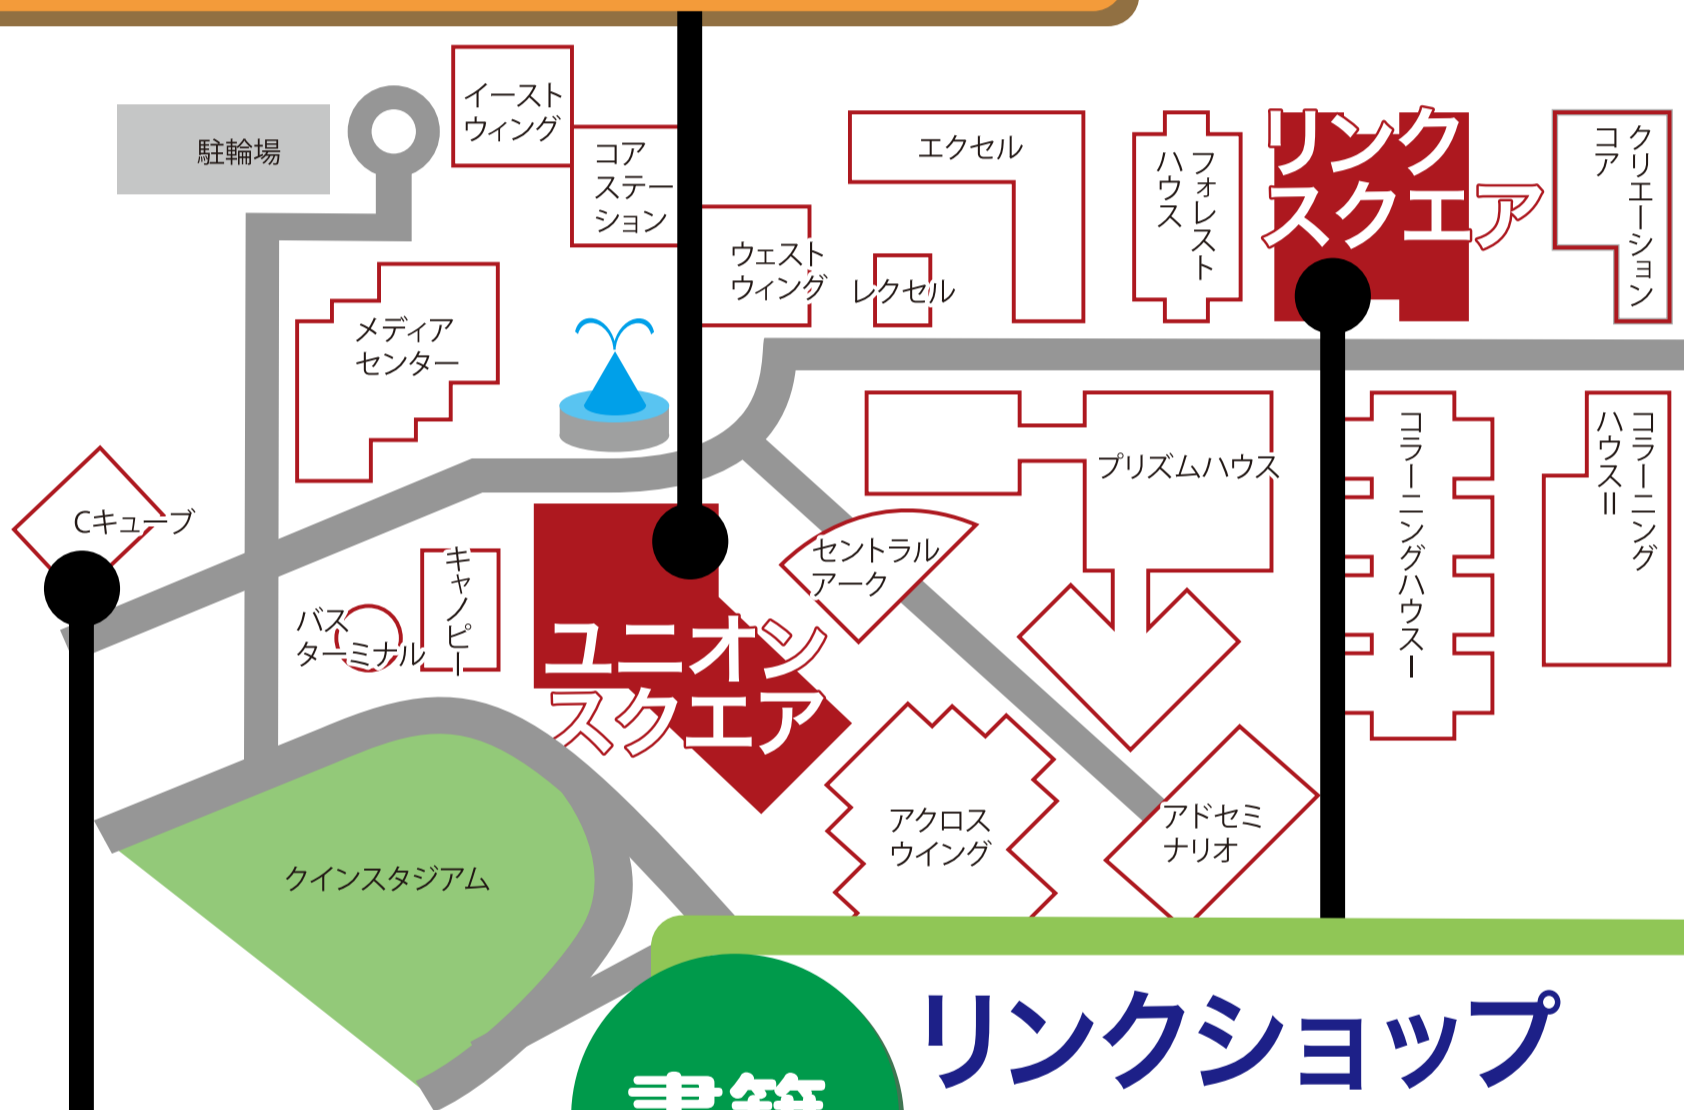 駐輪場
イースト
ウィング
コア
ステー
ション
ウェスト
ウィング
エクセル
レクセル
フォレスト
ハウス
リンク
スクエア
クリエーション
コア
メディア
センター
Cキューブ
バス
ターミナル
キャノピー
ユニオン
スクエア
セントラル
アーク
プリズムハウス
コラーニングハウスⅠ
コラーニング
ハウスⅡ
アクロス
ウイング
アドセミ
ナリオ
クインスタジアム
書籍
リンクショップ